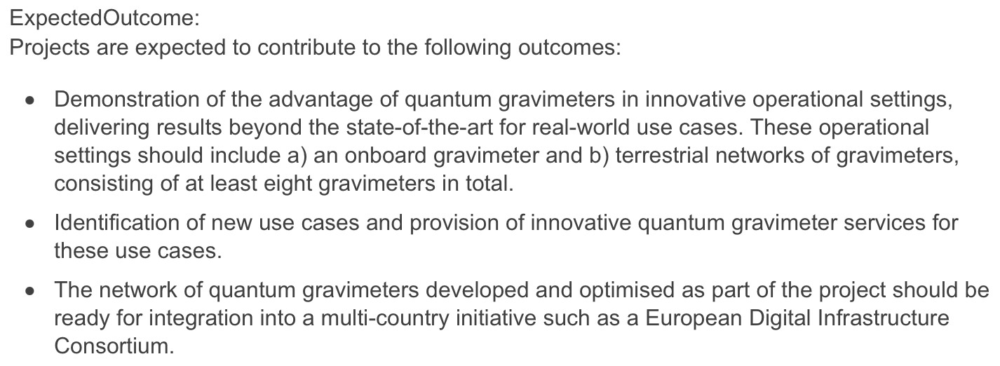 ExpectedOutcome:
Projects are expected to contribute to the following outcomes:
• Demonstration of the advantage of quantum gravimeters in innovative operational settings,
delivering results beyond the state-of-the-art for real-world use cases. These operational
settings should include a) an onboard gravimeter and b) terrestrial networks of gravimeters,
consisting of at least eight gravimeters in total.
• Identification of new use cases and provision of innovative quantum gravimeter services for
these use cases.
• The network of quantum gravimeters developed and optimised as part of the project should be
ready for integration into a multi-country initiative such as a European Digital Infrastructure
Consortium.